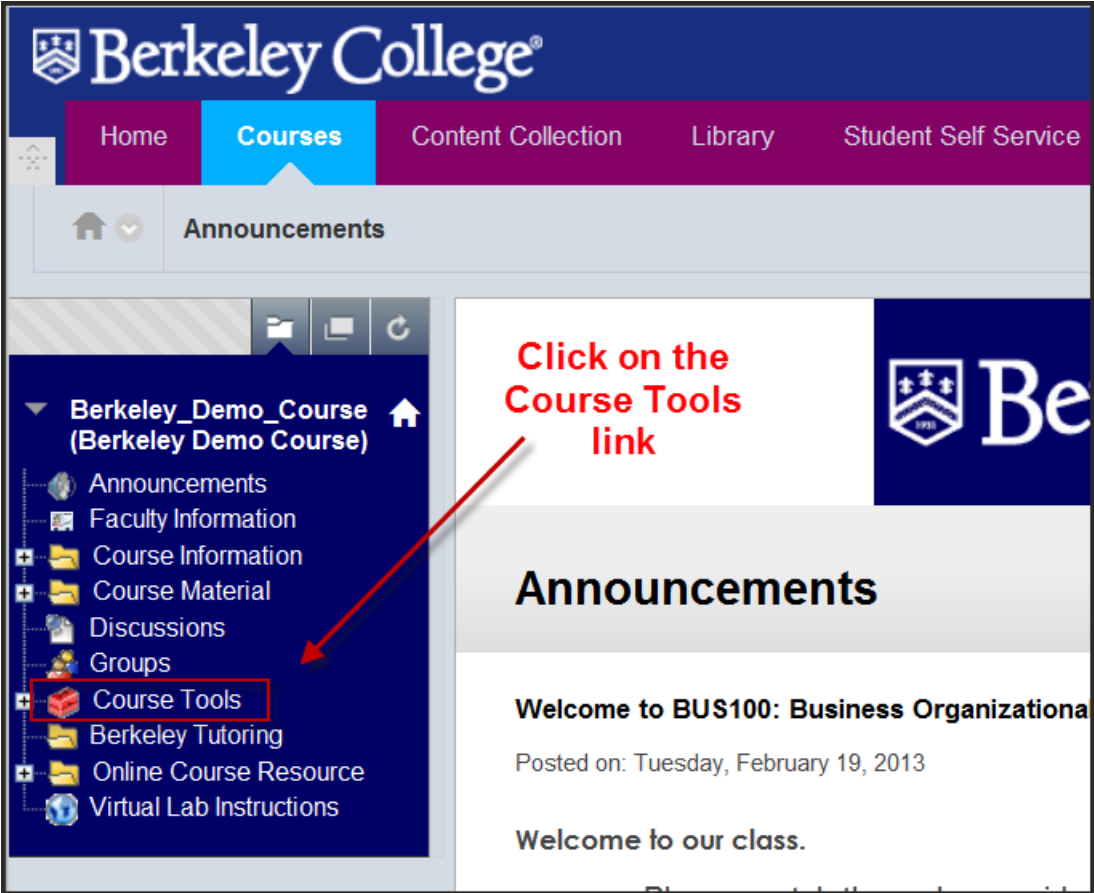 Berkeley College®
Home Courses Content Collection Library Student Self Service
Announcements
Click on the
Course Tools
link
Berkeley_Demo_Course
(Berkeley Demo Course)
Announcements
Faculty Information
Course Information
Course Material
Discussions
Groups
Course Tools
Berkeley Tutoring
Online Course Resource
Virtual Lab Instructions
1931
Be
Announcements
Welcome to BUS100: Business Organizational
Posted on: Tuesday, February 19, 2013
Welcome to our class.